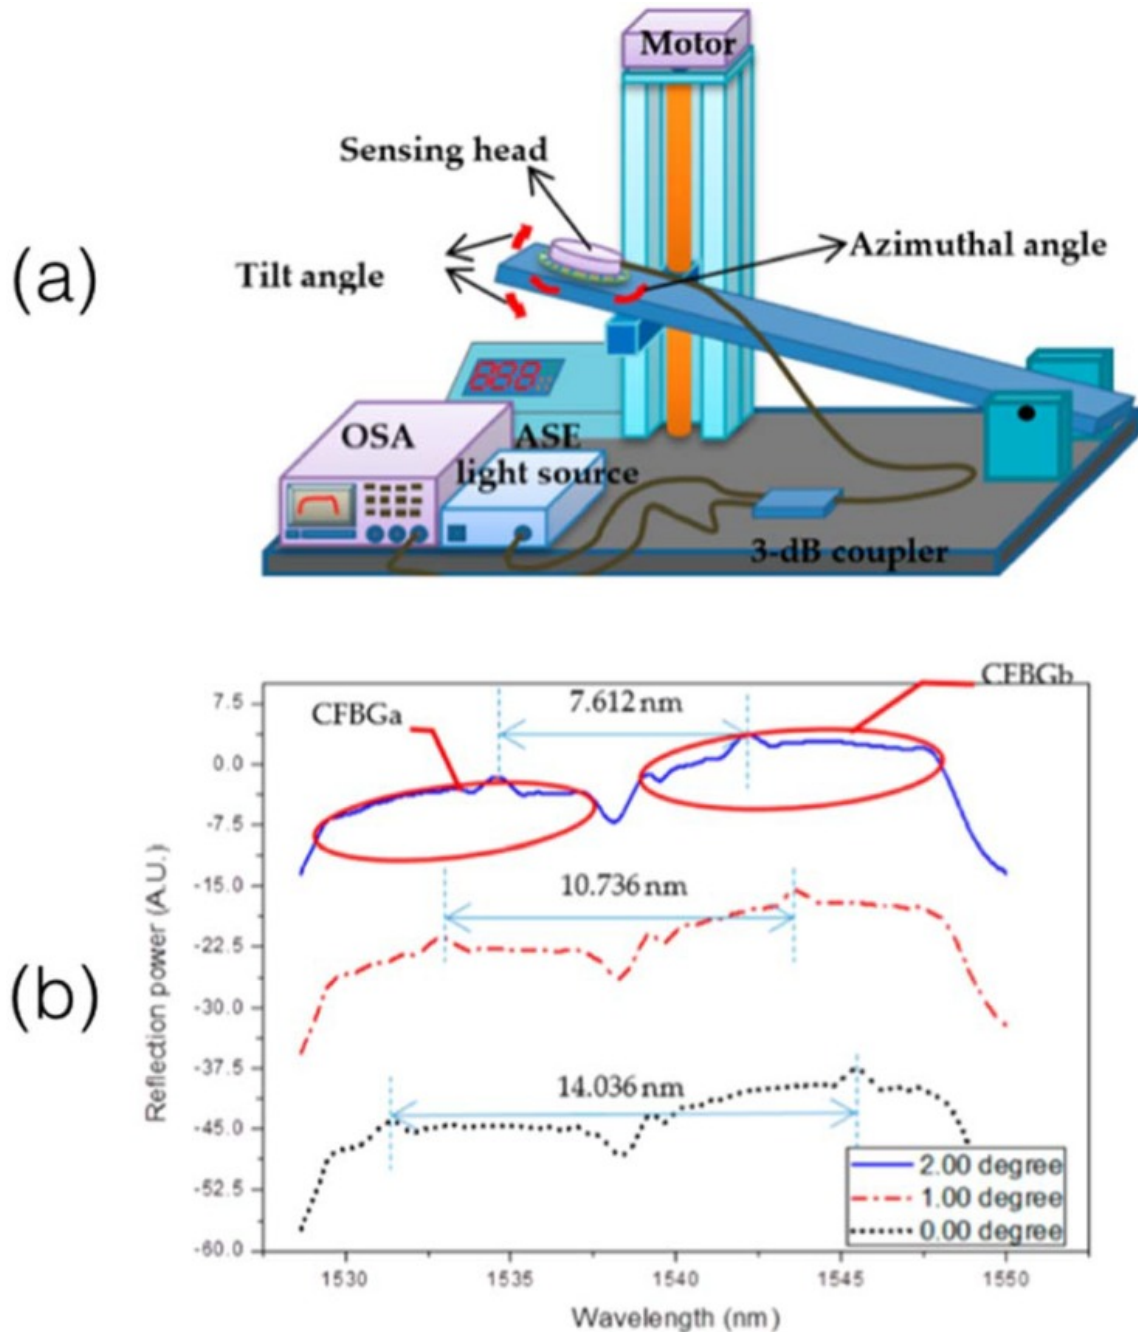 (a)
Motor
Sensing head
Azimuthal angle
Tilt angle
888
OSA
ASE
light source
3-dB coupler
(b)
CFBGa
CFBGb
7.612 nm
10.736 nm
14.036 nm
7.5
0.0
-7.5
-15.0
-22.5
-30.0
-37.5
-45.0
-52.5
-60.0
Reflection power (A.U.)
2.00 degree
1.00 degree
0.00 degree
1530
1535
1540
1545
1550
Wavelength (nm)